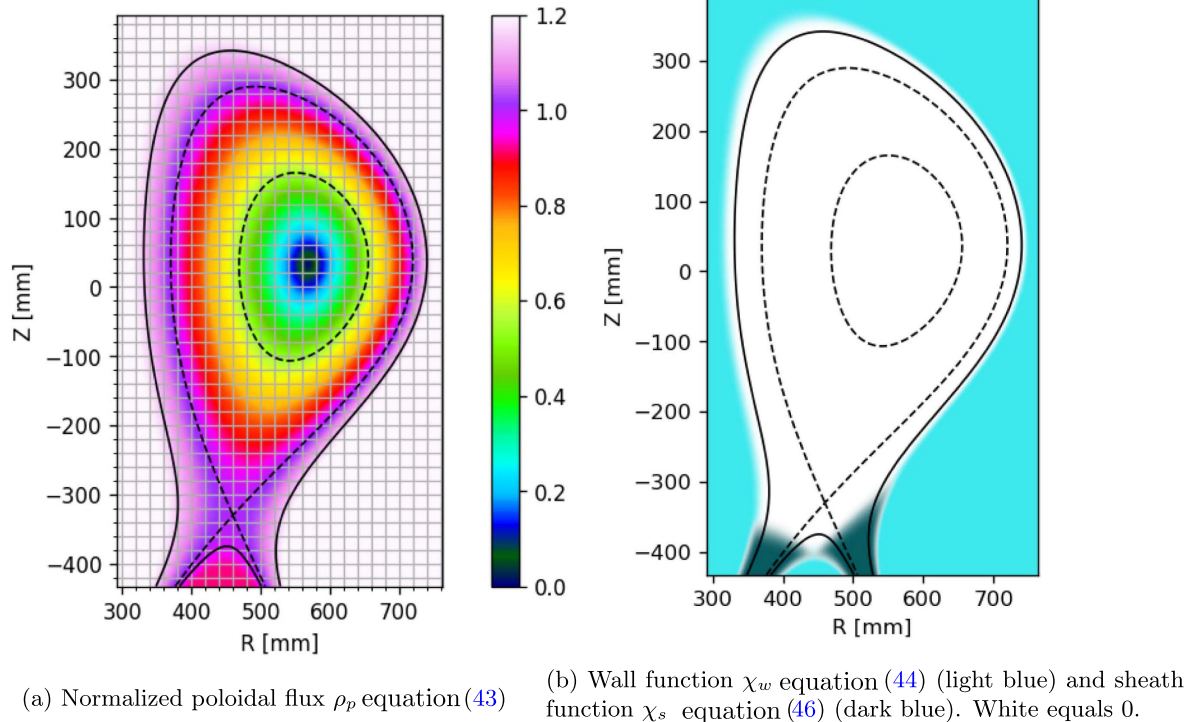 300
200
100
0
−100
−200
−300
−400
Z [mm]
300 400 500 600 700
R [mm]
1.2
1.0
0.8
0.6
0.4
0.2
0.0
300
200
100
0
−100
−200
−300
−400
Z [mm]
300 400 500 600 700
R [mm]
(a) Normalized poloidal flux ρ_p equation (43)
(b) Wall function χ_w equation (44) (light blue) and sheath
function χ_s equation (46) (dark blue). White equals 0.